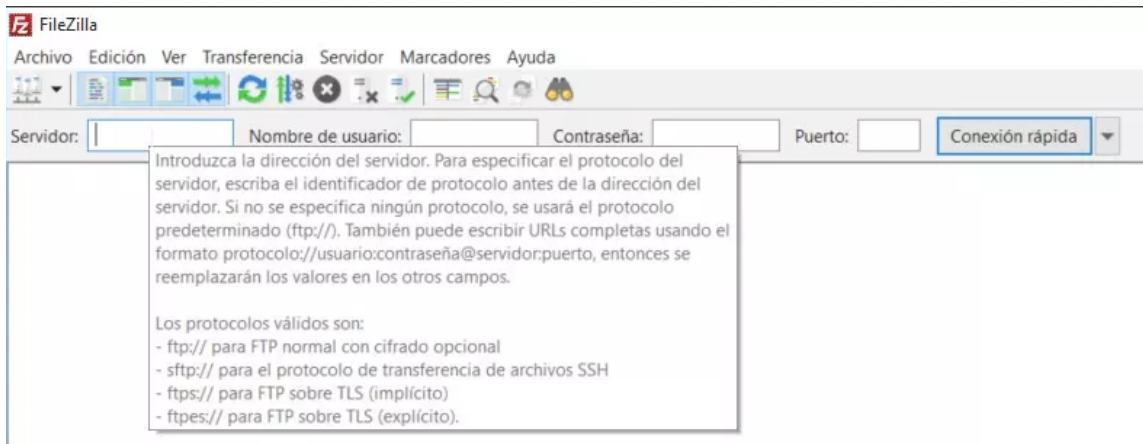 FileZilla
Archivo Edición Ver Transferencia Servidor Marcadores Ayuda
Servidor: Nombre de usuario: Contraseña: Puerto: Conexión rápida
Introduzca la dirección del servidor. Para especificar el protocolo del
servidor, escriba el identificador de protocolo antes de la dirección del
servidor. Si no se especifica ningún protocolo, se usará el protocolo
predeterminado (ftp://). También puede escribir URLs completas usando el
formato protocolo://usuario:contraseña@servidor:puerto, entonces se
reemplazarán los valores en los otros campos.
Los protocolos válidos son:
- ftp:// para FTP normal con cifrado opcional
- sftp:// para el protocolo de transferencia de archivos SSH
- ftps:// para FTP sobre TLS (implícito)
- ftpes:// para FTP sobre TLS (explícito).